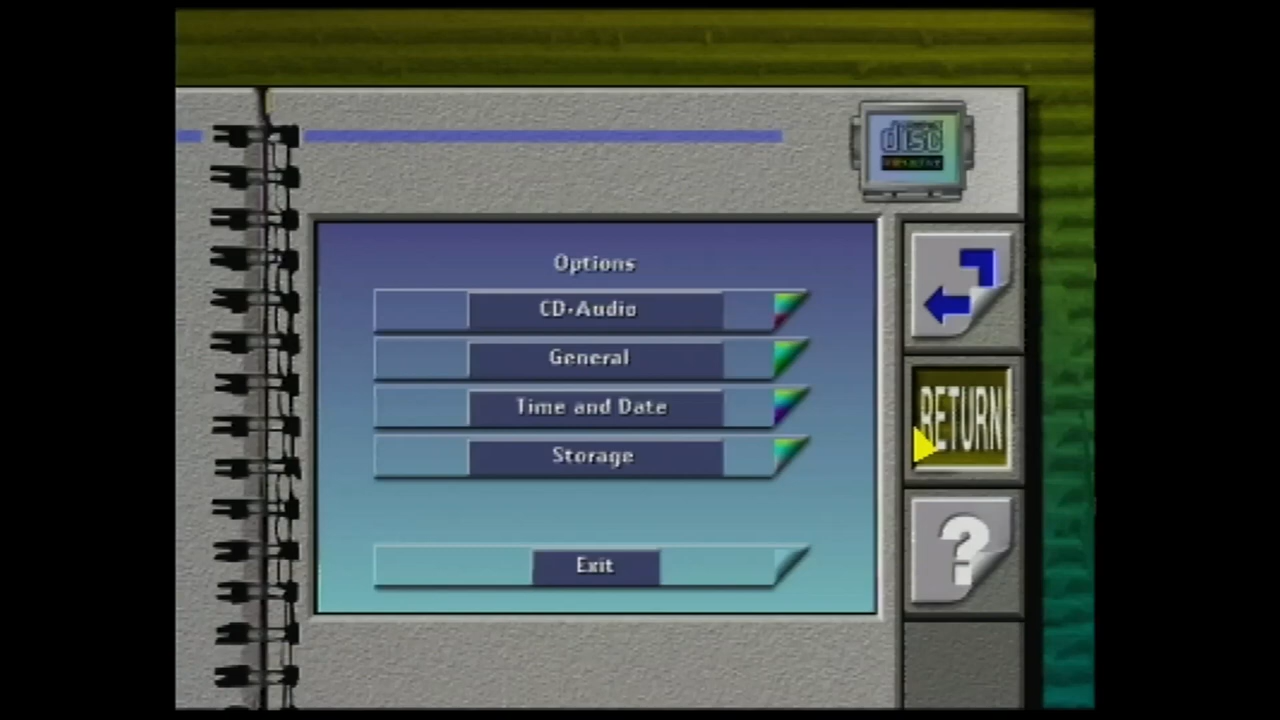 disc
Options
CD-Audio
General
Time and Date
RETURN
Storage
?
Exit